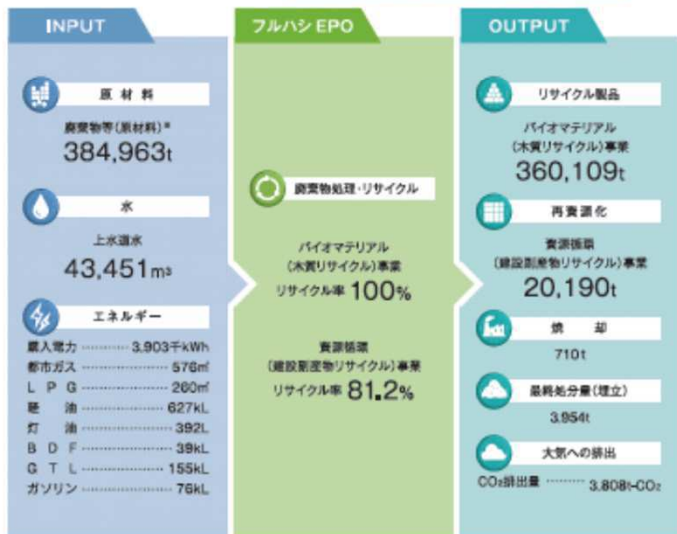 INPUT
原材料
廃棄物等(原材料)※
384,963t
水
上水道水
43,451m³
エネルギー
購入電力 ………… 3,903千kWh
都市ガス ………………… 576㎥
LPG ………………… 260㎥
軽油 ………………… 627kL
灯油 ………………… 392L
BDF ………………… 39kL
GTL ………………… 155kL
ガソリン ………………… 76kL
フルハシ EPO
廃棄物処理・リサイクル
バイオマテリアル
(木質リサイクル)事業
リサイクル率 100%
資源循環
(建設副産物リサイクル)事業
リサイクル率 81.2%
OUTPUT
リサイクル製品
バイオマテリアル
(木質リサイクル)事業
360,109t
再資源化
資源循環
(建設副産物リサイクル)事業
20,190t
焼却
710t
最終処分量(埋立)
3,954t
大気への排出
CO₂排出量 ……… 3,808t-CO₂